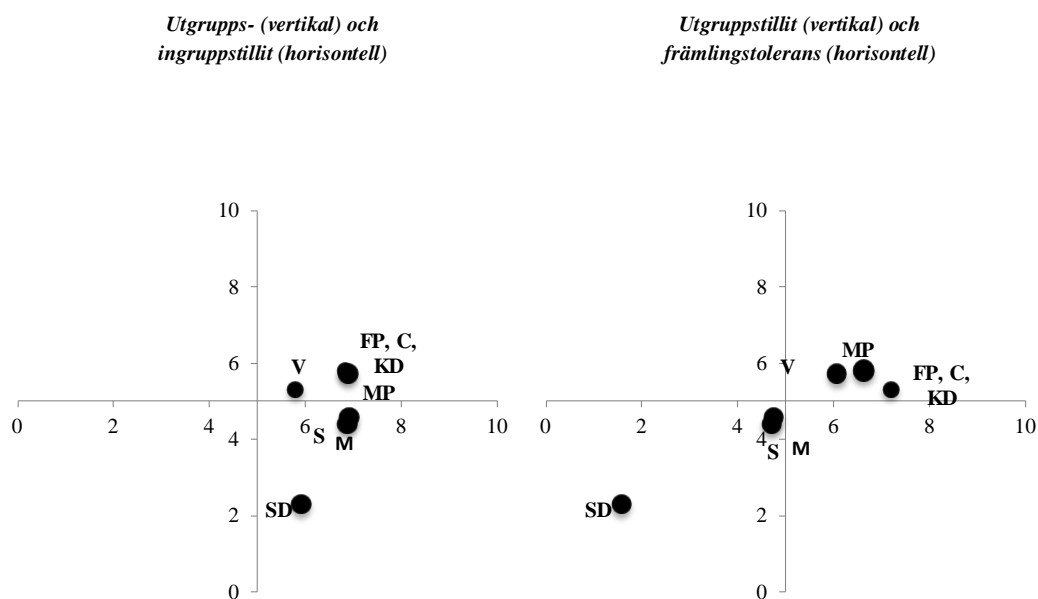 Utgrupps- (vertikal) och
ingruppstillit (horisontell)
10
8
6
4
2
0
0 2 4 6 8 10
FP, C,
KD
V
MP
S M
SD
Utgruppstillit (vertikal) och
främlingstolerans (horisontell)
10
8
6
4
2
0
0 2 4 6 8 10
MP
V
FP, C,
KD
S M
SD